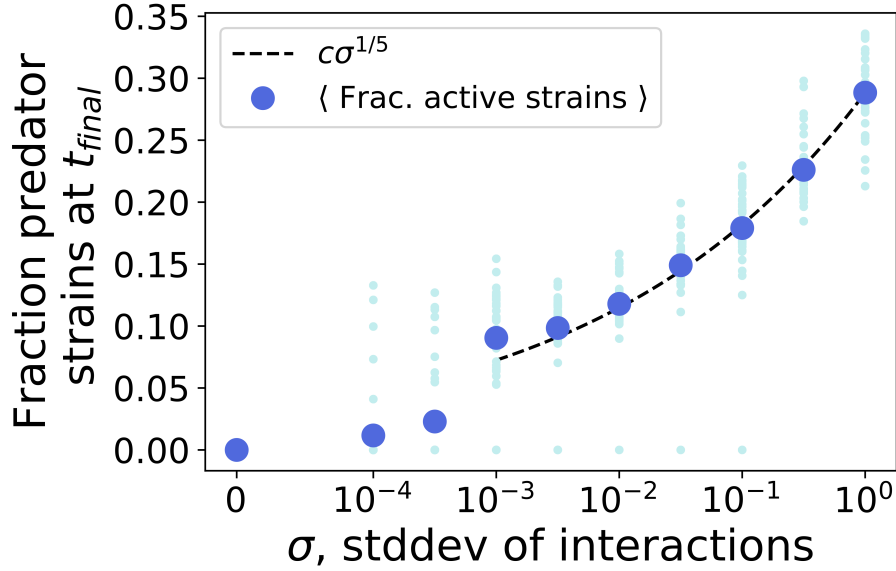 cσ^{1/5}
⟨ Frac. active strains ⟩
Fraction predator
strains at t_{final}
0.35
0.30
0.25
0.20
0.15
0.10
0.05
0.00
0 10^{-4} 10^{-3} 10^{-2} 10^{-1} 10^{0}
σ, stddev of interactions